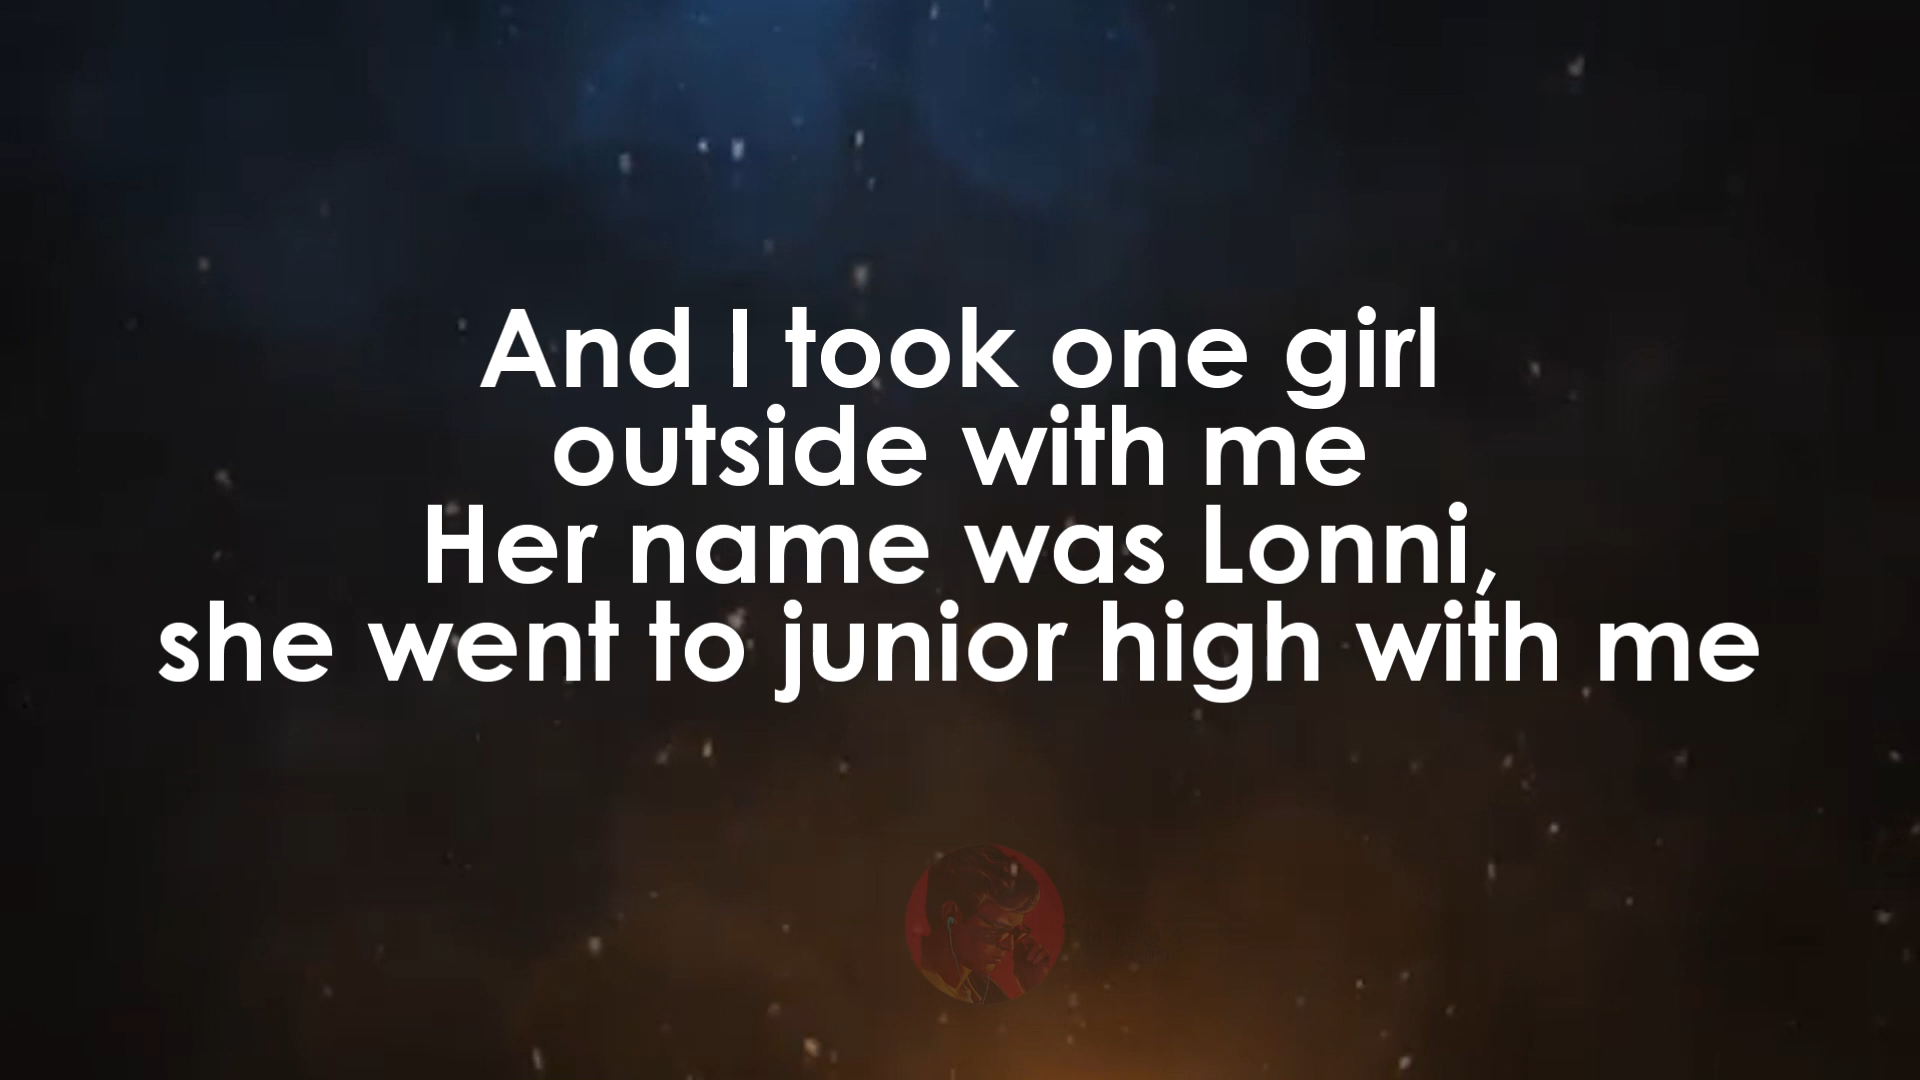 And I took one girl
outside with me
Her name was Lonni,
she went to junior high with me